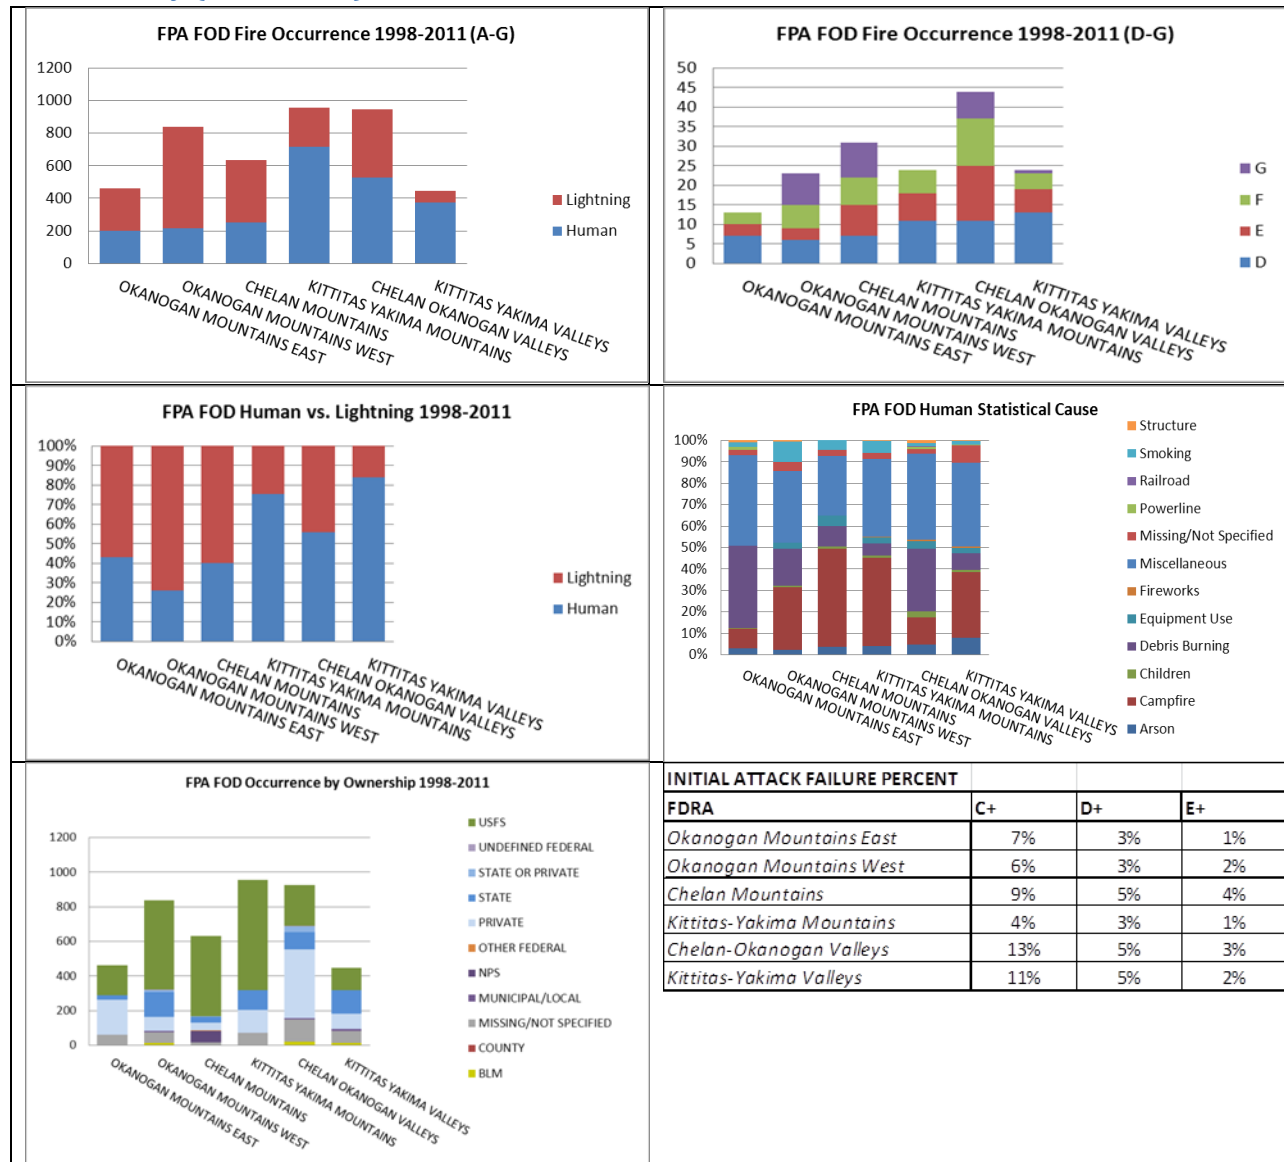 FPA FOD Fire Occurrence 1998-2011 (A-G)
1200
1000
800
600
400
200
0
Lightning
Human
OKANOGAN MOUNTAINS EAST
OKANOGAN MOUNTAINS WEST
CHELAN MOUNTAINS
KITTITAS YAKIMA MOUNTAINS
CHELAN OKANOGAN VALLEYS
KITTITAS YAKIMA VALLEYS
FPA FOD Fire Occurrence 1998-2011 (D-G)
50
45
40
35
30
25
20
15
10
5
0
G
F
E
D
OKANOGAN MOUNTAINS EAST
OKANOGAN MOUNTAINS WEST
CHELAN MOUNTAINS
KITTITAS YAKIMA MOUNTAINS
CHELAN OKANOGAN VALLEYS
KITTITAS YAKIMA VALLEYS
FPA FOD Human vs. Lightning 1998-2011
100%
90%
80%
70%
60%
50%
40%
30%
20%
10%
0%
Lightning
Human
OKANOGAN MOUNTAINS EAST
OKANOGAN MOUNTAINS WEST
CHELAN MOUNTAINS
KITTITAS YAKIMA MOUNTAINS
CHELAN OKANOGAN VALLEYS
KITTITAS YAKIMA VALLEYS
FPA FOD Human Statistical Cause
100%
90%
80%
70%
60%
50%
40%
30%
20%
10%
0%
Structure
Smoking
Railroad
Powerline
Missing/Not Specified
Miscellaneous
Fireworks
Equipment Use
Debris Burning
Children
Campfire
Arson
OKANOGAN MOUNTAINS EAST
OKANOGAN MOUNTAINS WEST
CHELAN MOUNTAINS
KITTITAS YAKIMA MOUNTAINS
CHELAN OKANOGAN VALLEYS
KITTITAS YAKIMA VALLEYS
FPA FOD Occurrence by Ownership 1998-2011
1200
1000
800
600
400
200
0
USFS
UNDEFINED FEDERAL
STATE OR PRIVATE
STATE
PRIVATE
OTHER FEDERAL
NPS
MUNICIPAL/LOCAL
MISSING/NOT SPECIFIED
COUNTY
BLM
OKANOGAN MOUNTAINS EAST
OKANOGAN MOUNTAINS WEST
CHELAN MOUNTAINS
KITTITAS YAKIMA MOUNTAINS
CHELAN OKANOGAN VALLEYS
KITTITAS YAKIMA VALLEYS
INITIAL ATTACK FAILURE PERCENT
FDRA C+ D+ E+
Okanogan Mountains East 7% 3% 1%
Okanogan Mountains West 6% 3% 2%
Chelan Mountains 9% 5% 4%
Kittitas-Yakima Mountains 4% 3% 1%
Chelan-Okanogan Valleys 13% 5% 3%
Kittitas-Yakima Valleys 11% 5% 2%